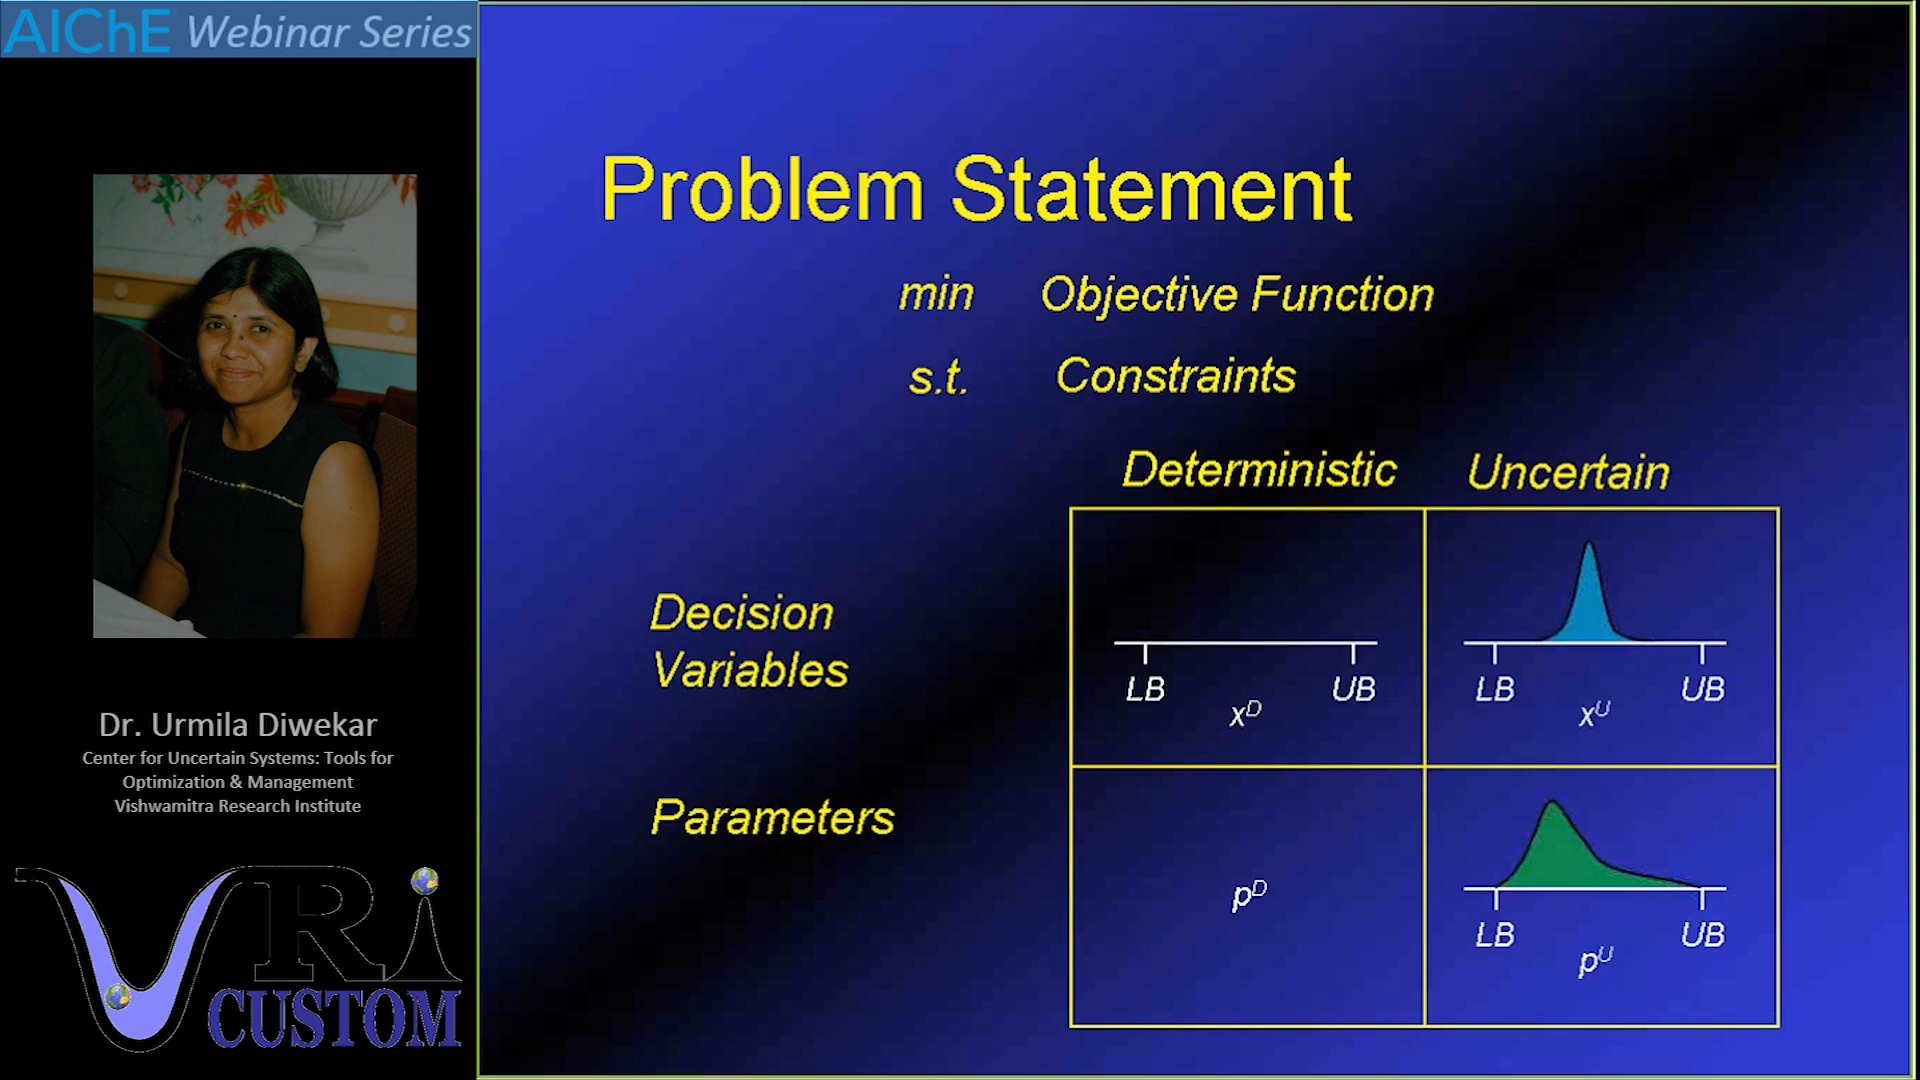 AIChE Webinar Series
Problem Statement
min Objective Function
s.t. Constraints
Deterministic Uncertain
Decision
Variables
LB UB
x^D
LB UB
x^U
Parameters
p^D
LB UB
p^U
Dr. Urmila Diwekar
Center for Uncertain Systems: Tools for
Optimization & Management
Vishwamitra Research Institute
VRi
CUSTOM